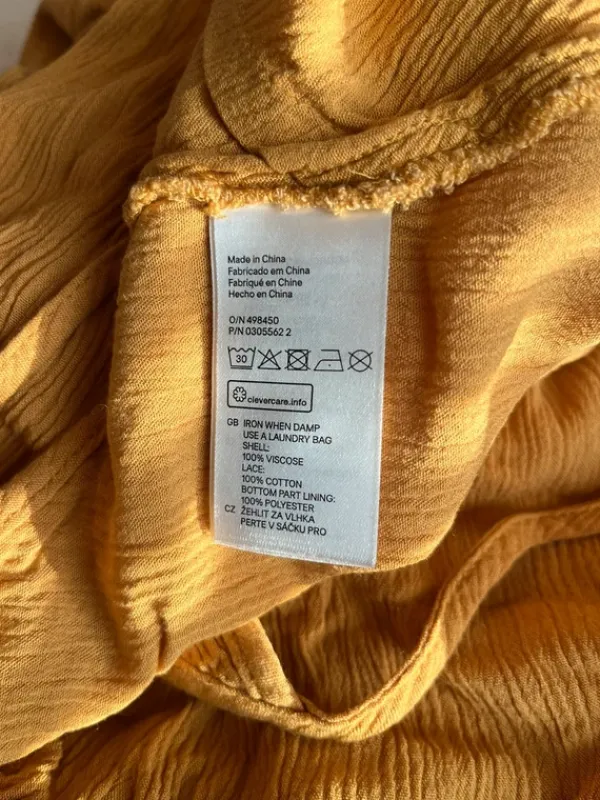 Made in China
Fabricado em China
Fabriqué en Chine
Hecho en China
O/N 498450
P/N 0305562 2
30
clevercare.info
GB IRON WHEN DAMP
USE A LAUNDRY BAG
SHELL:
100% VISCOSE
LACE:
100% COTTON
BOTTOM PART LINING:
100% POLYESTER
CZ ŽEHLIT ZA VLHKA
PERTE V SÁČKU PRO